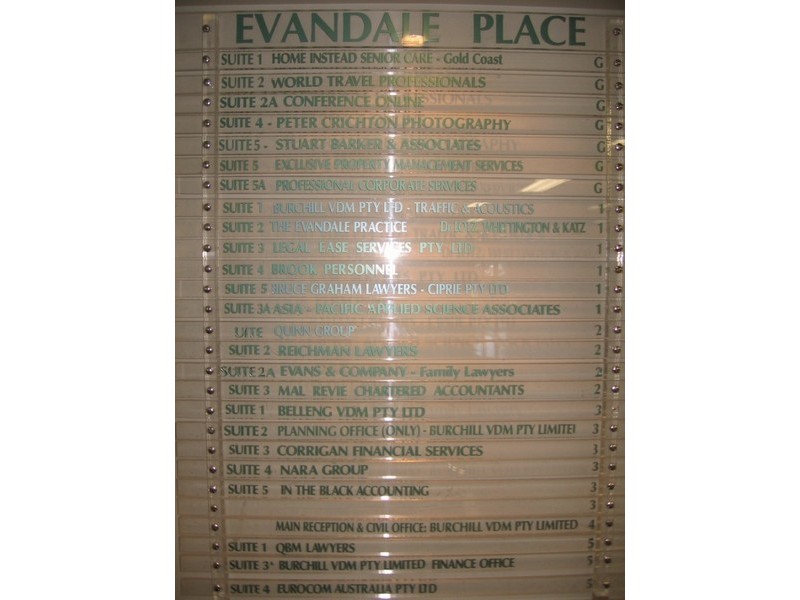 EVANDALE PLACE
SUITE 1 HOME INSTEAD SENIOR CARE - Gold Coast G
SUITE 2 WORLD TRAVEL PROFESSIONALS G
SUITE 2A CONFERENCE ONLINE G
SUITE 4 - PETER CRICHTON PHOTOGRAPHY G
SUITE 5 - STUART BARKER & ASSOCIATES G
SUITE 5 EXCLUSIVE PROPERTY MANAGEMENT SERVICES G
SUITE 5A PROFESSIONAL CORPORATE SERVICES G
SUITE 1 BURCHILL VDM PTY LTD - TRAFFIC & ACOUSTICS 1
SUITE 2 THE EVANDALE PRACTICE WHITTINGTON & KATZ 1
SUITE 3 LEGAL EASE SERVICES PTY LTD 1
SUITE 4 BROOK PERSONNEL 1
SUITE 5 BRUCE GRAHAM LAWYERS - CIPRIE PTY LTD 1
SUITE 3A ASIA - PACIFIC APPLIED SCIENCE ASSOCIATES 1
QUINN GROUP 2
SUITE 2 REICHMAN LAWYERS 2
SUITE 2A EVANS & COMPANY - Family Lawyers 2
SUITE 3 MAL REVIE CHARTERED ACCOUNTANTS 2
SUITE 1 BELLENG VDM PTY LTD 3
SUITE 2 PLANNING OFFICE (ONLY) - BURCHILL VDM PTY LIMITE 3
SUITE 3 CORRIGAN FINANCIAL SERVICES 3
SUITE 4 NARA GROUP 3
SUITE 5 IN THE BLACK ACCOUNTING 3
3
MAIN RECEPTION & CIVIL OFFICE: BURCHILL VDM PTY LIMITED 4
SUITE 1 QBM LAWYERS 5
SUITE 3* BURCHILL VDM PTY LIMITED FINANCE OFFICE 5
SUITE 4 EUROCOM AUSTRALIA PTY LTD 5